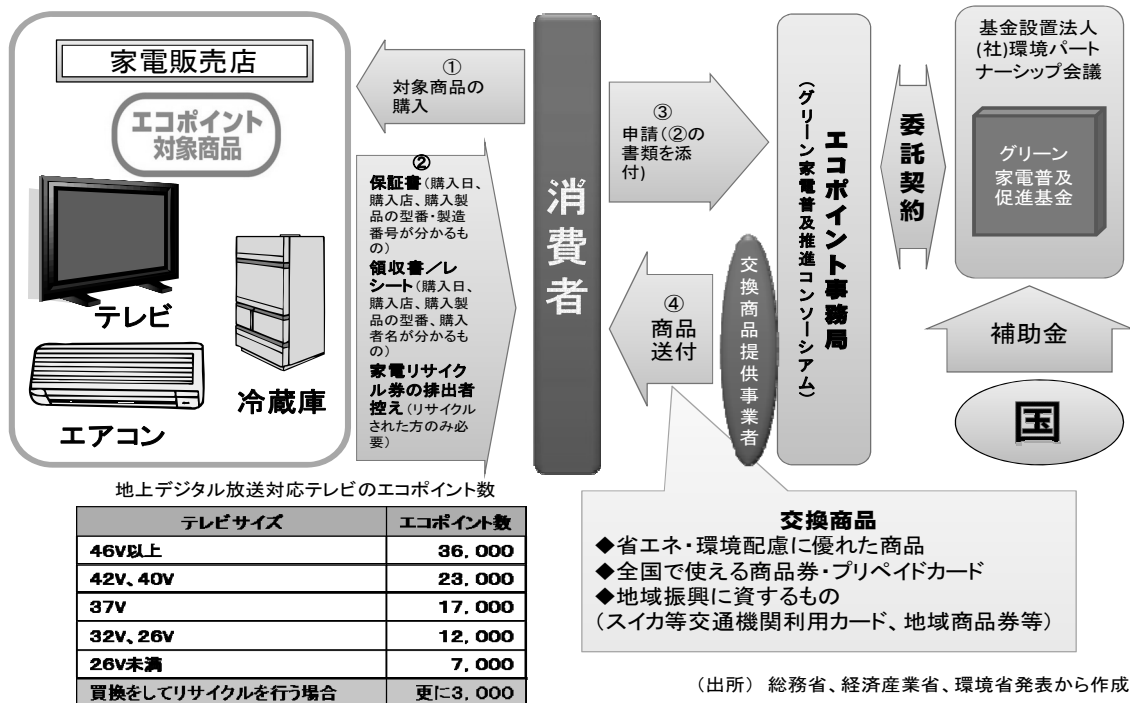 家電販売店
エコポイント
対象商品
テレビ
冷蔵庫
エアコン
①
対象商品の
購入
②
保証書(購入日、
購入店、購入製
品の型番・製造
番号が分かるも
の)
領収書/レ
シート(購入日、
購入店、購入製
品の型番、購入
者名が分かるも
の)
家電リサイク
ル券の排出者
控え(リサイクル
された方のみ必
要)
消費者
③
申請(②の
書類を添
付)
④
商品
送付
交換商品提供事業者
エコポイント事務局
(グリーン家電普及推進コンソーシアム)
委託契約
基金設置法人
(社)環境パート
ナーシップ会議
グリーン
家電普及
促進基金
補助金
国
地上デジタル放送対応テレビのエコポイント数
テレビサイズ エコポイント数
46V以上 36,000
42V、40V 23,000
37V 17,000
32V、26V 12,000
26V未満 7,000
買換をしてリサイクルを行う場合 更に3,000
交換商品
◆省エネ・環境配慮に優れた商品
◆全国で使える商品券・プリペイドカード
◆地域振興に資するもの
(スイカ等交通機関利用カード、地域商品券等)
(出所) 総務省、経済産業省、環境省発表から作成